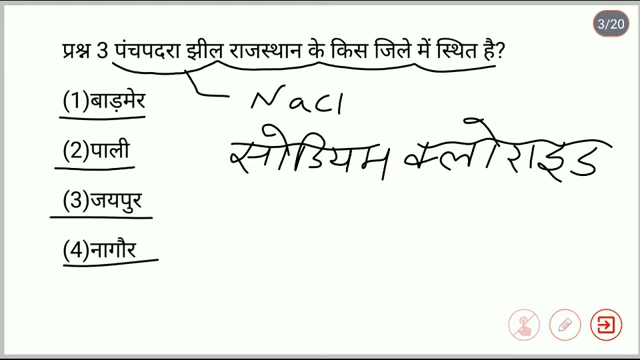 3/20
प्रश्न 3 पंचपदरा झील राजस्थान के किस जिले में स्थित है?
(1)बाड़मेर
NaCl
(2)पाली
सोडियम क्लोराइड
(3)जयपुर
(4)नागौर